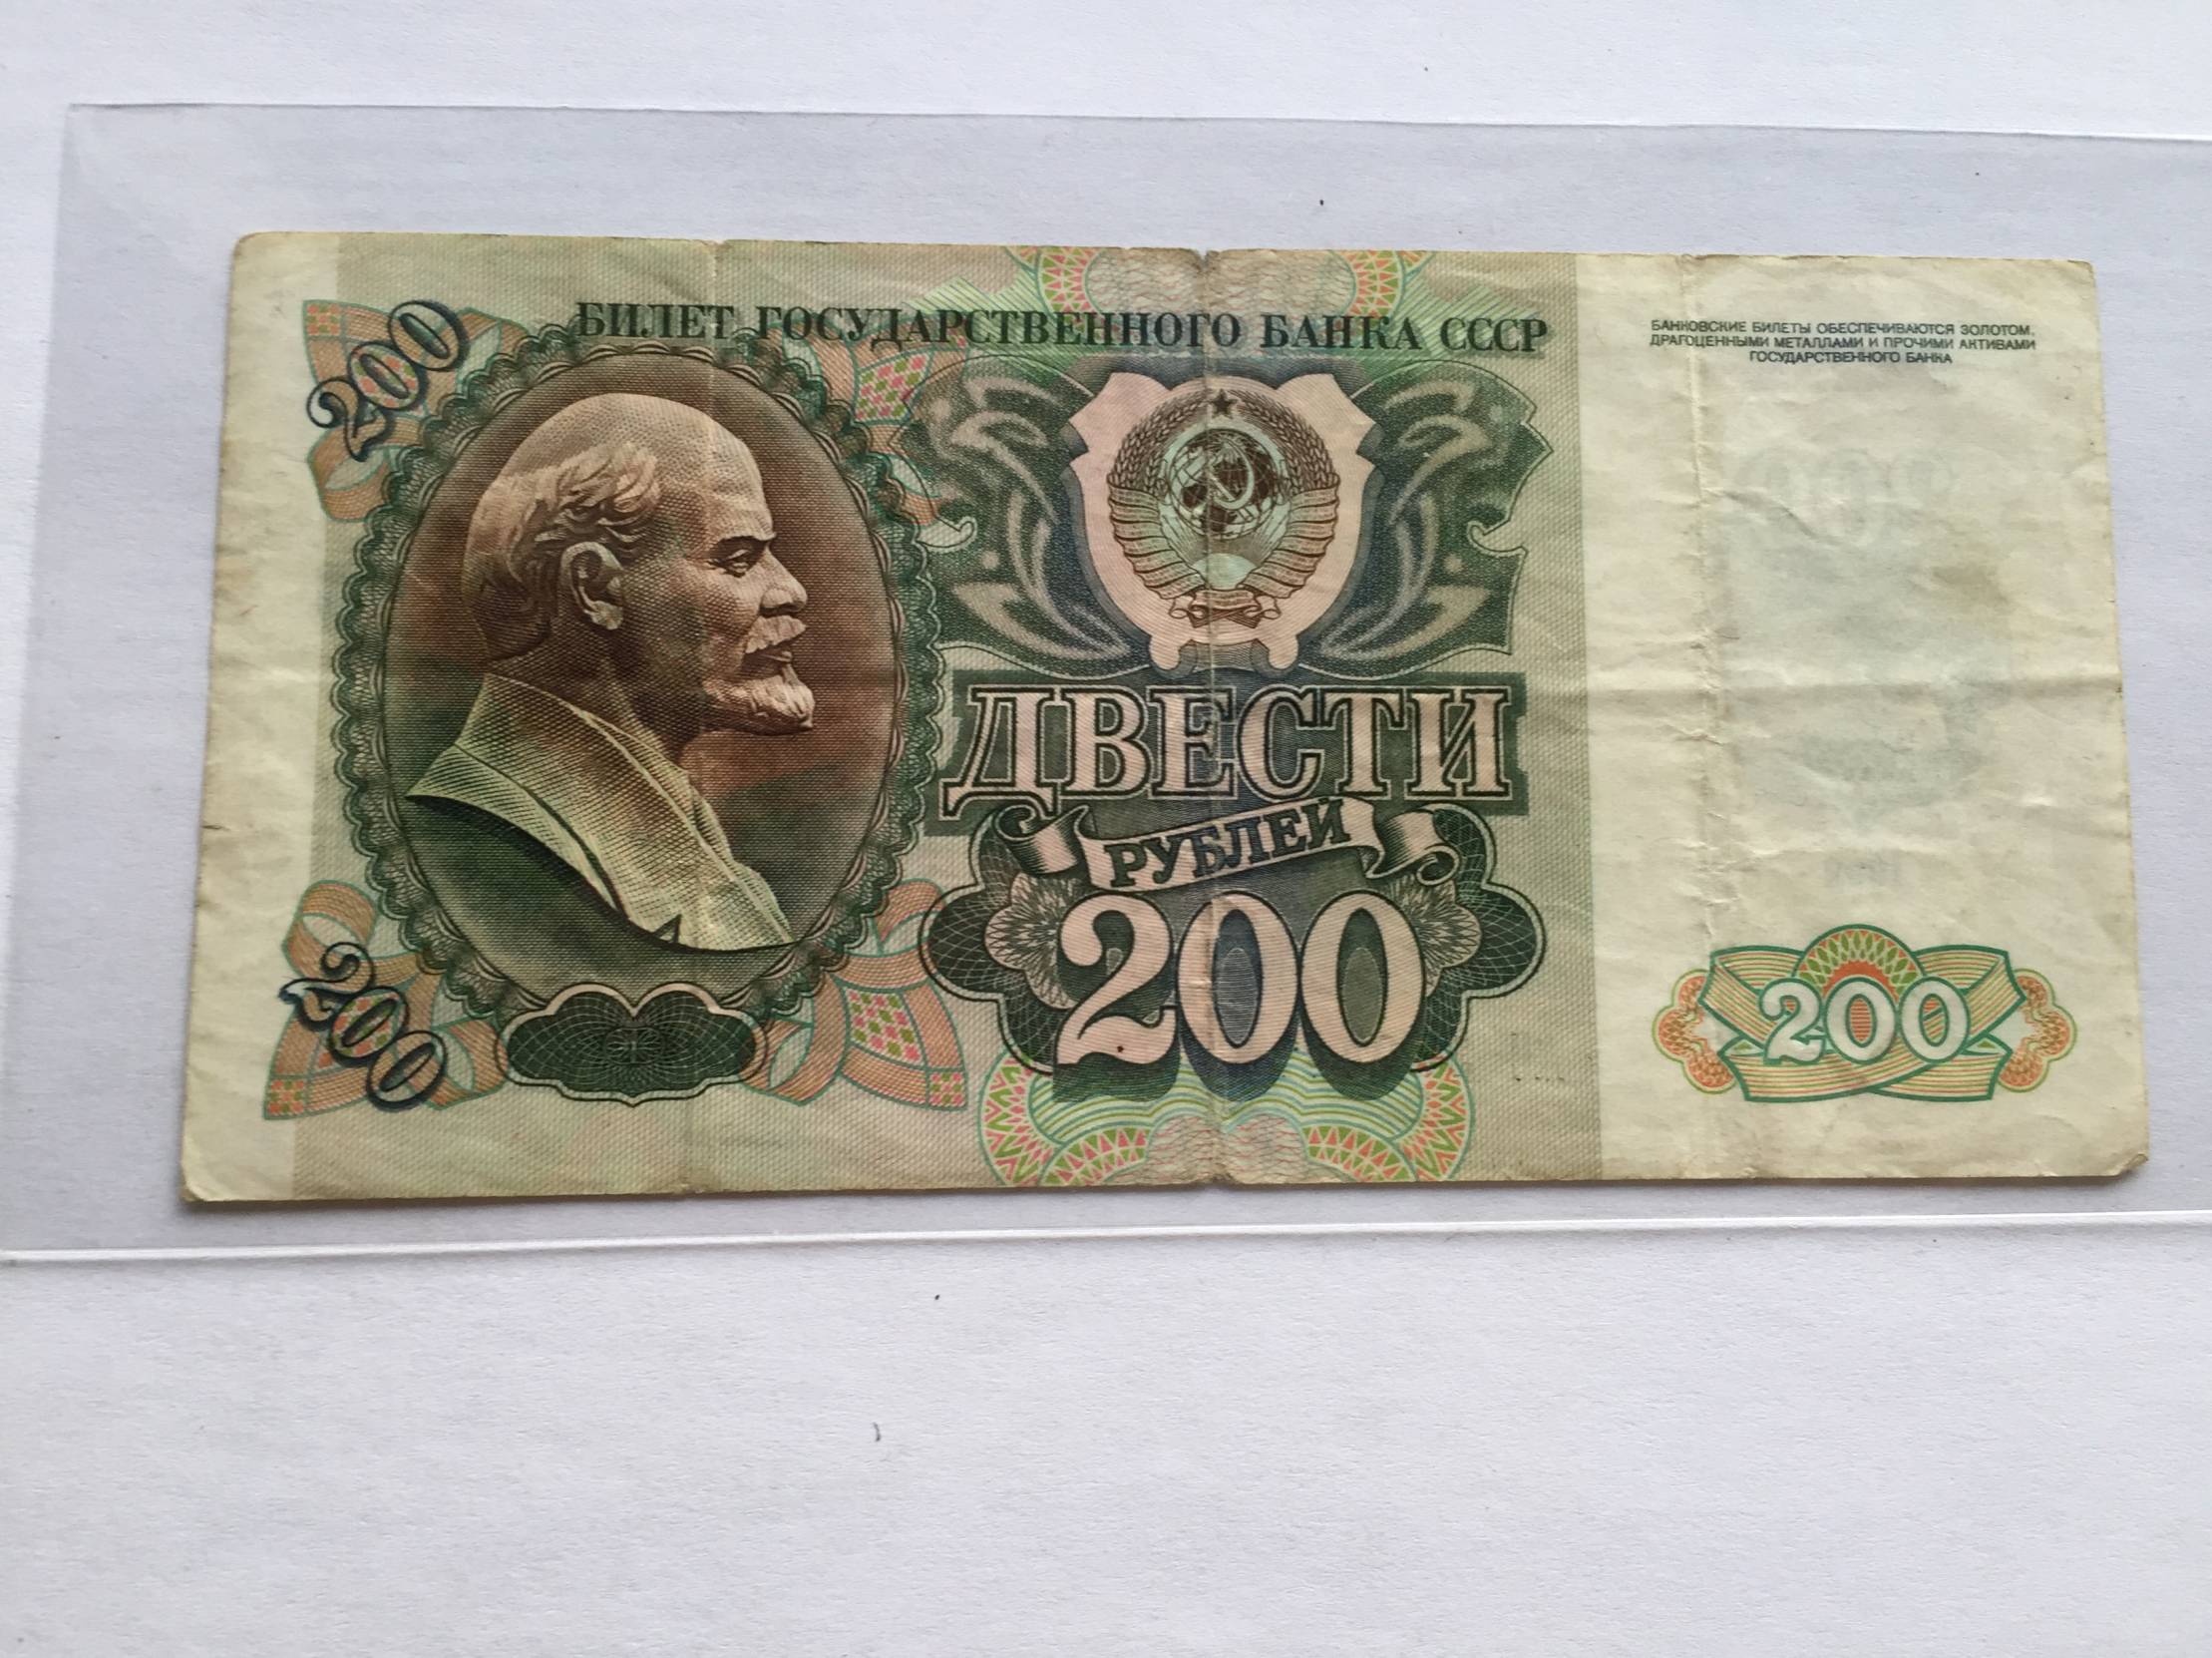 200
БИЛЕТ ГОСУДАРСТВЕННОГО БАНКА СССР
БАНКОВСКИЕ БИЛЕТЫ ОБЕСПЕЧИВАЮТСЯ ЗОЛОТОМ,
ДРАГОЦЕННЫМИ МЕТАЛЛАМИ И ПРОЧИМИ АКТИВАМИ
ГОСУДАРСТВЕННОГО БАНКА
ДВЕСТИ
РУБЛЕЙ
200
200
200